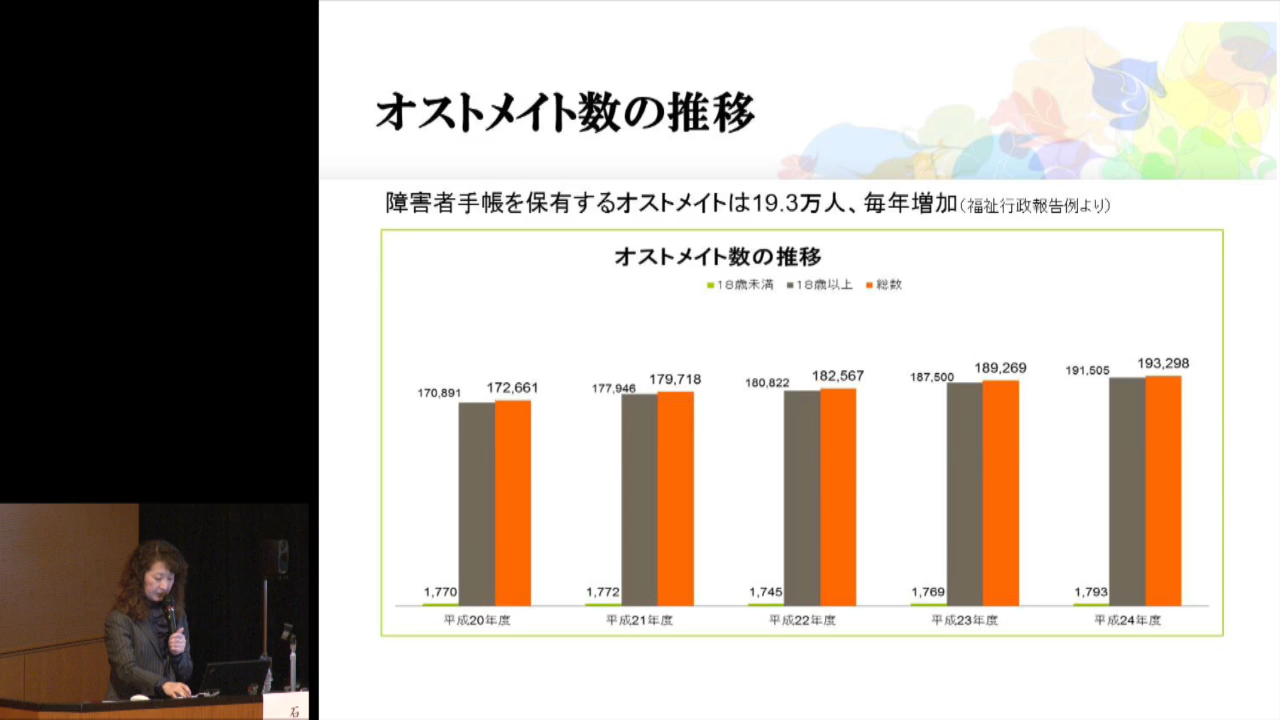 オストメイト数の推移
障害者手帳を保有するオストメイトは19.3万人、毎年増加(福祉行政報告例より)
オストメイト数の推移
18歳未満 18歳以上 総数
170,891 172,661 177,946 179,718 180,822 182,567 187,500 189,269 191,505 193,298
1,770 1,772 1,745 1,769 1,793
平成20年度 平成21年度 平成22年度 平成23年度 平成24年度
石